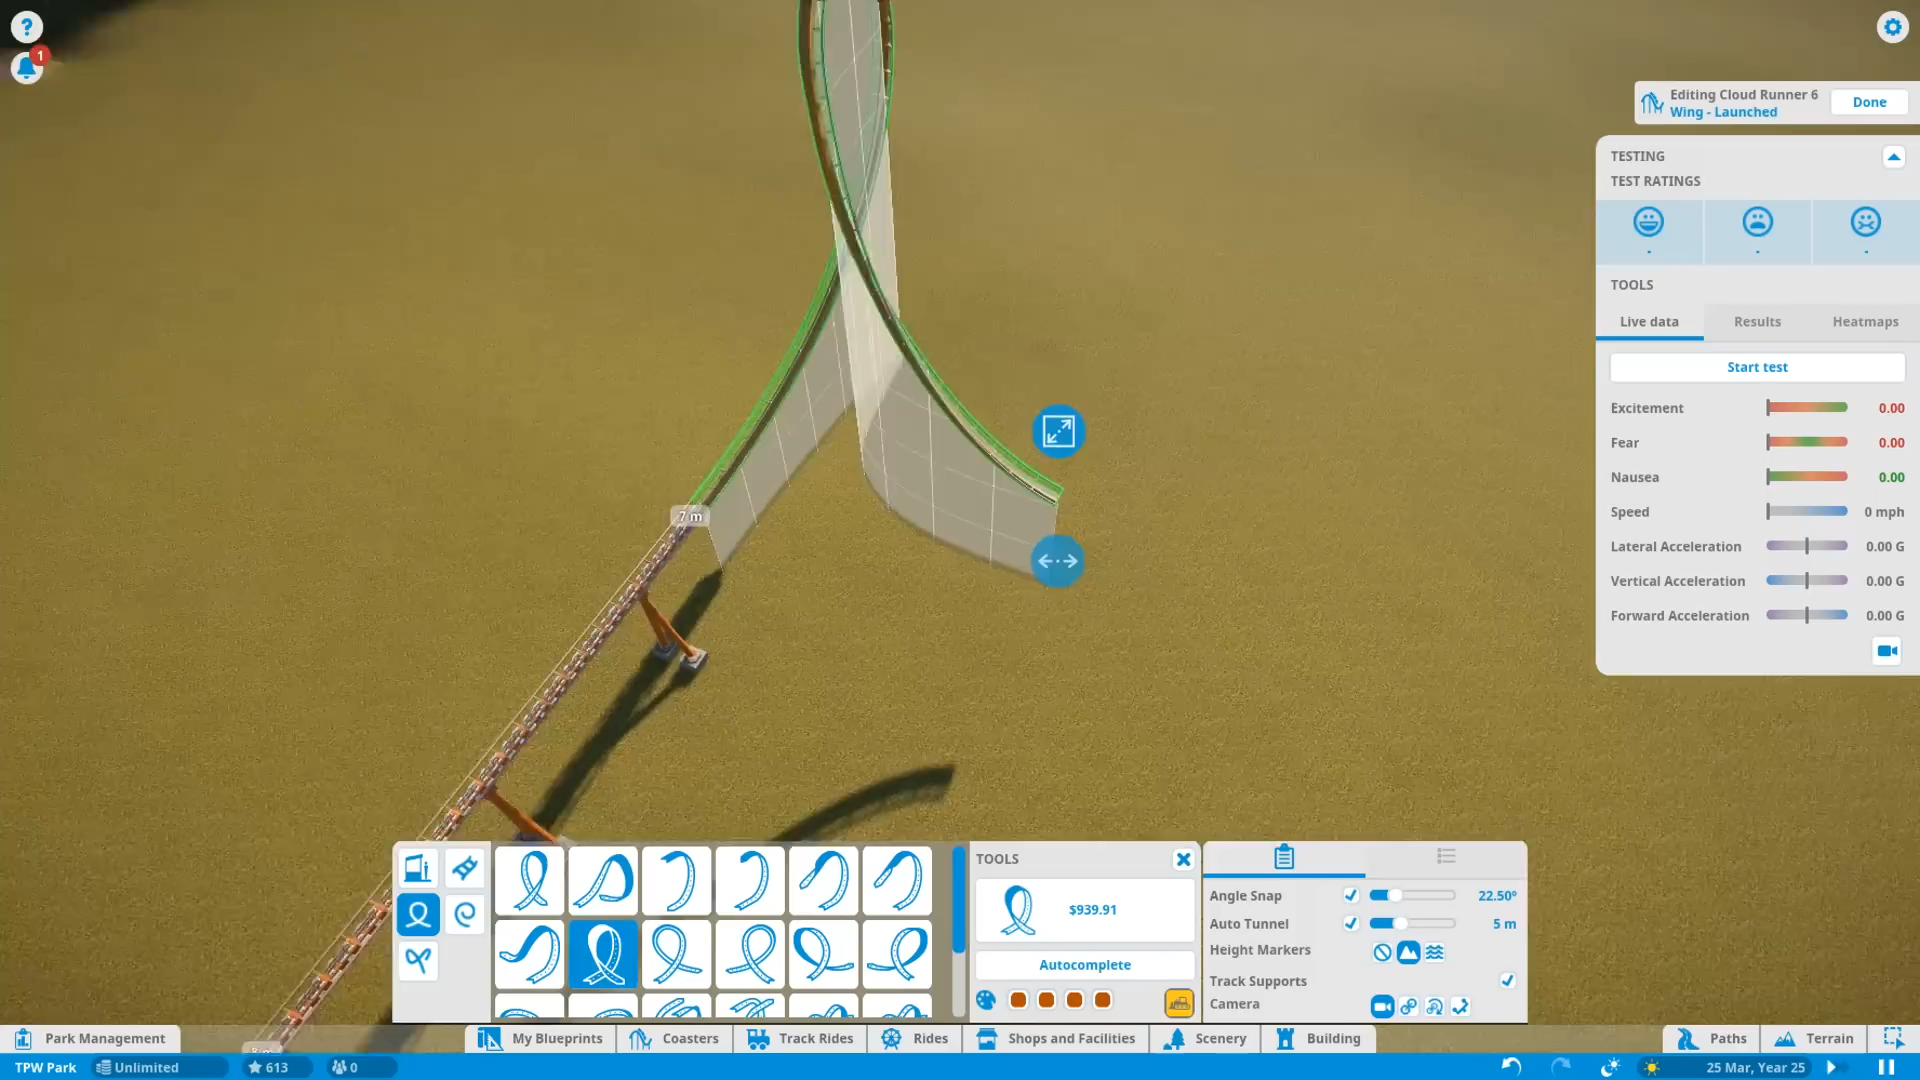 ?
1
Editing Cloud Runner 6
Wing - Launched
Done
TESTING
TEST RATINGS
-
-
-
TOOLS
Live data
Results
Heatmaps
Start test
Excitement
0.00
Fear
0.00
Nausea
0.00
Speed
0 mph
Lateral Acceleration
0.00 G
Vertical Acceleration
0.00 G
Forward Acceleration
0.00 G
7 m
TOOLS
$939.91
Autocomplete
Angle Snap
22.50°
Auto Tunnel
5 m
Height Markers
Track Supports
Camera
Park Management
My Blueprints
Coasters
Track Rides
Rides
Shops and Facilities
Scenery
Building
Paths
Terrain
TPW Park
Unlimited
613
0
25 Mar, Year 25